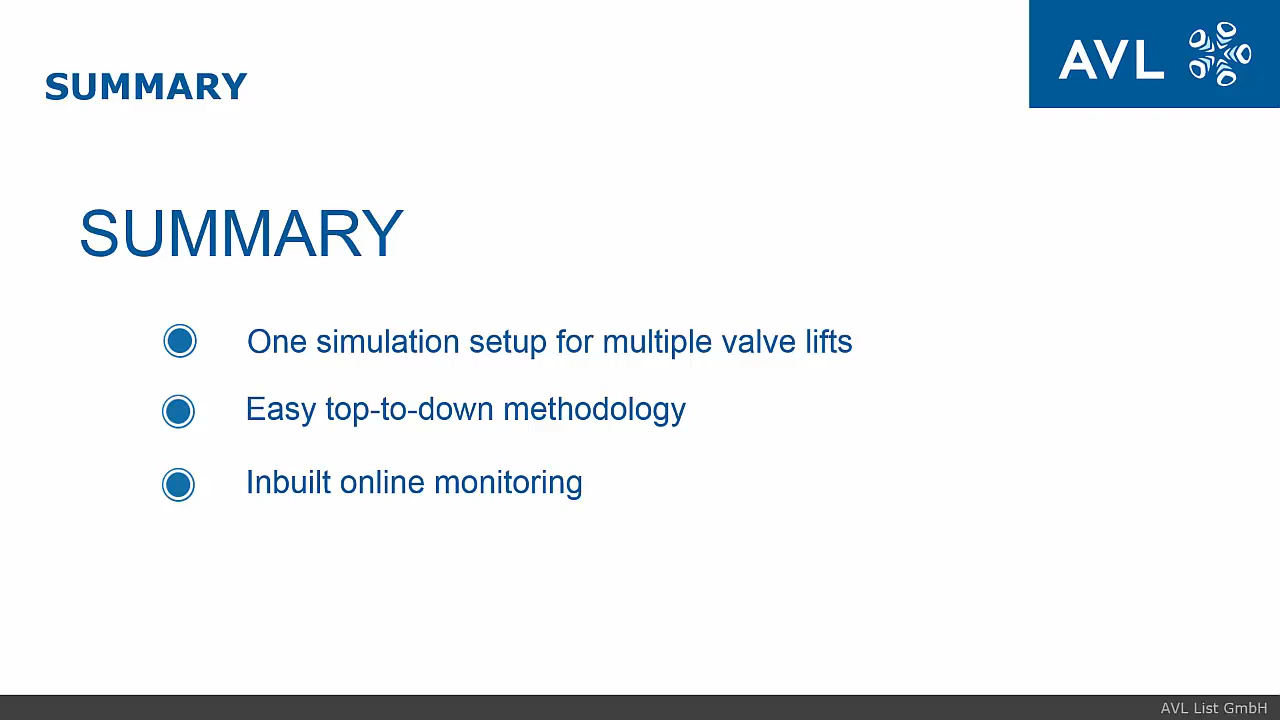 SUMMARY
AVL
SUMMARY
One simulation setup for multiple valve lifts
Easy top-to-down methodology
Inbuilt online monitoring
AVL List GmbH